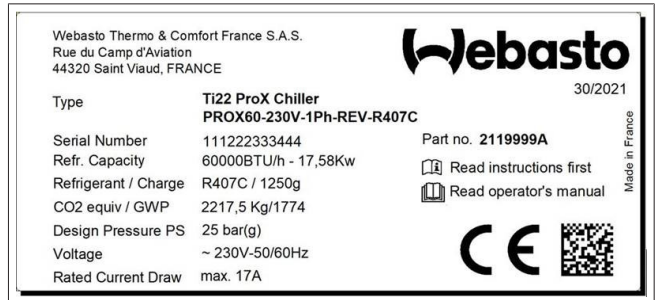 Webasto Thermo & Comfort France S.A.S.
Rue du Camp d'Aviation
44320 Saint Viaud, FRANCE
Webasto
30/2021
Type Ti22 ProX Chiller
PROX60-230V-1Ph-REV-R407C
Serial Number 111222333444
Part no. 2119999A
Refr. Capacity 60000BTU/h - 17,58Kw
Read instructions first
Refrigerant / Charge R407C / 1250g
Read operator's manual
CO2 equiv / GWP 2217,5 Kg/1774
Design Pressure PS 25 bar(g)
Voltage ~ 230V-50/60Hz
Rated Current Draw max. 17A
Made in France
CE